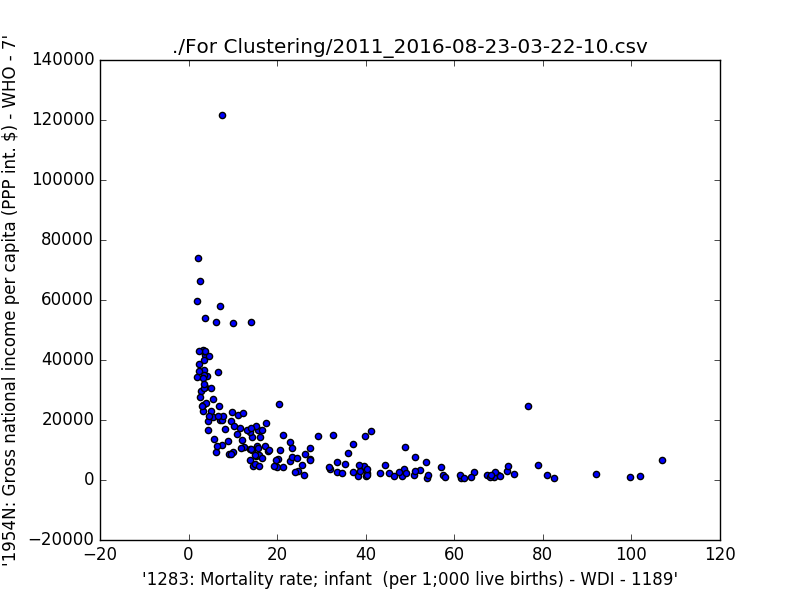 ./For Clustering/2011_2016-08-23-03-22-10.csv
'1954N: Gross national income per capita (PPP int. $) - WHO - 7'
140000
120000
100000
80000
60000
40000
20000
0
−20000
−20 0 20 40 60 80 100 120
'1283: Mortality rate; infant  (per 1;000 live births) - WDI - 1189'